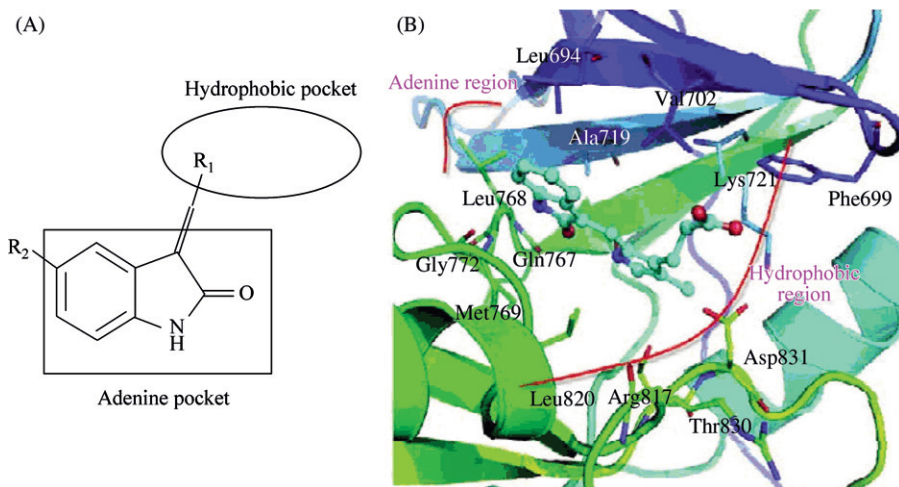 (A)
Hydrophobic pocket
R1
R2
O
N
H
Adenine pocket
(B)
Leu694
Adenine region
Val702
Ala719
Lys721
Leu768
Phe699
Gly772
Gln767
Hydrophobic
region
Met769
Asp831
Leu820
Arg817
Thr830